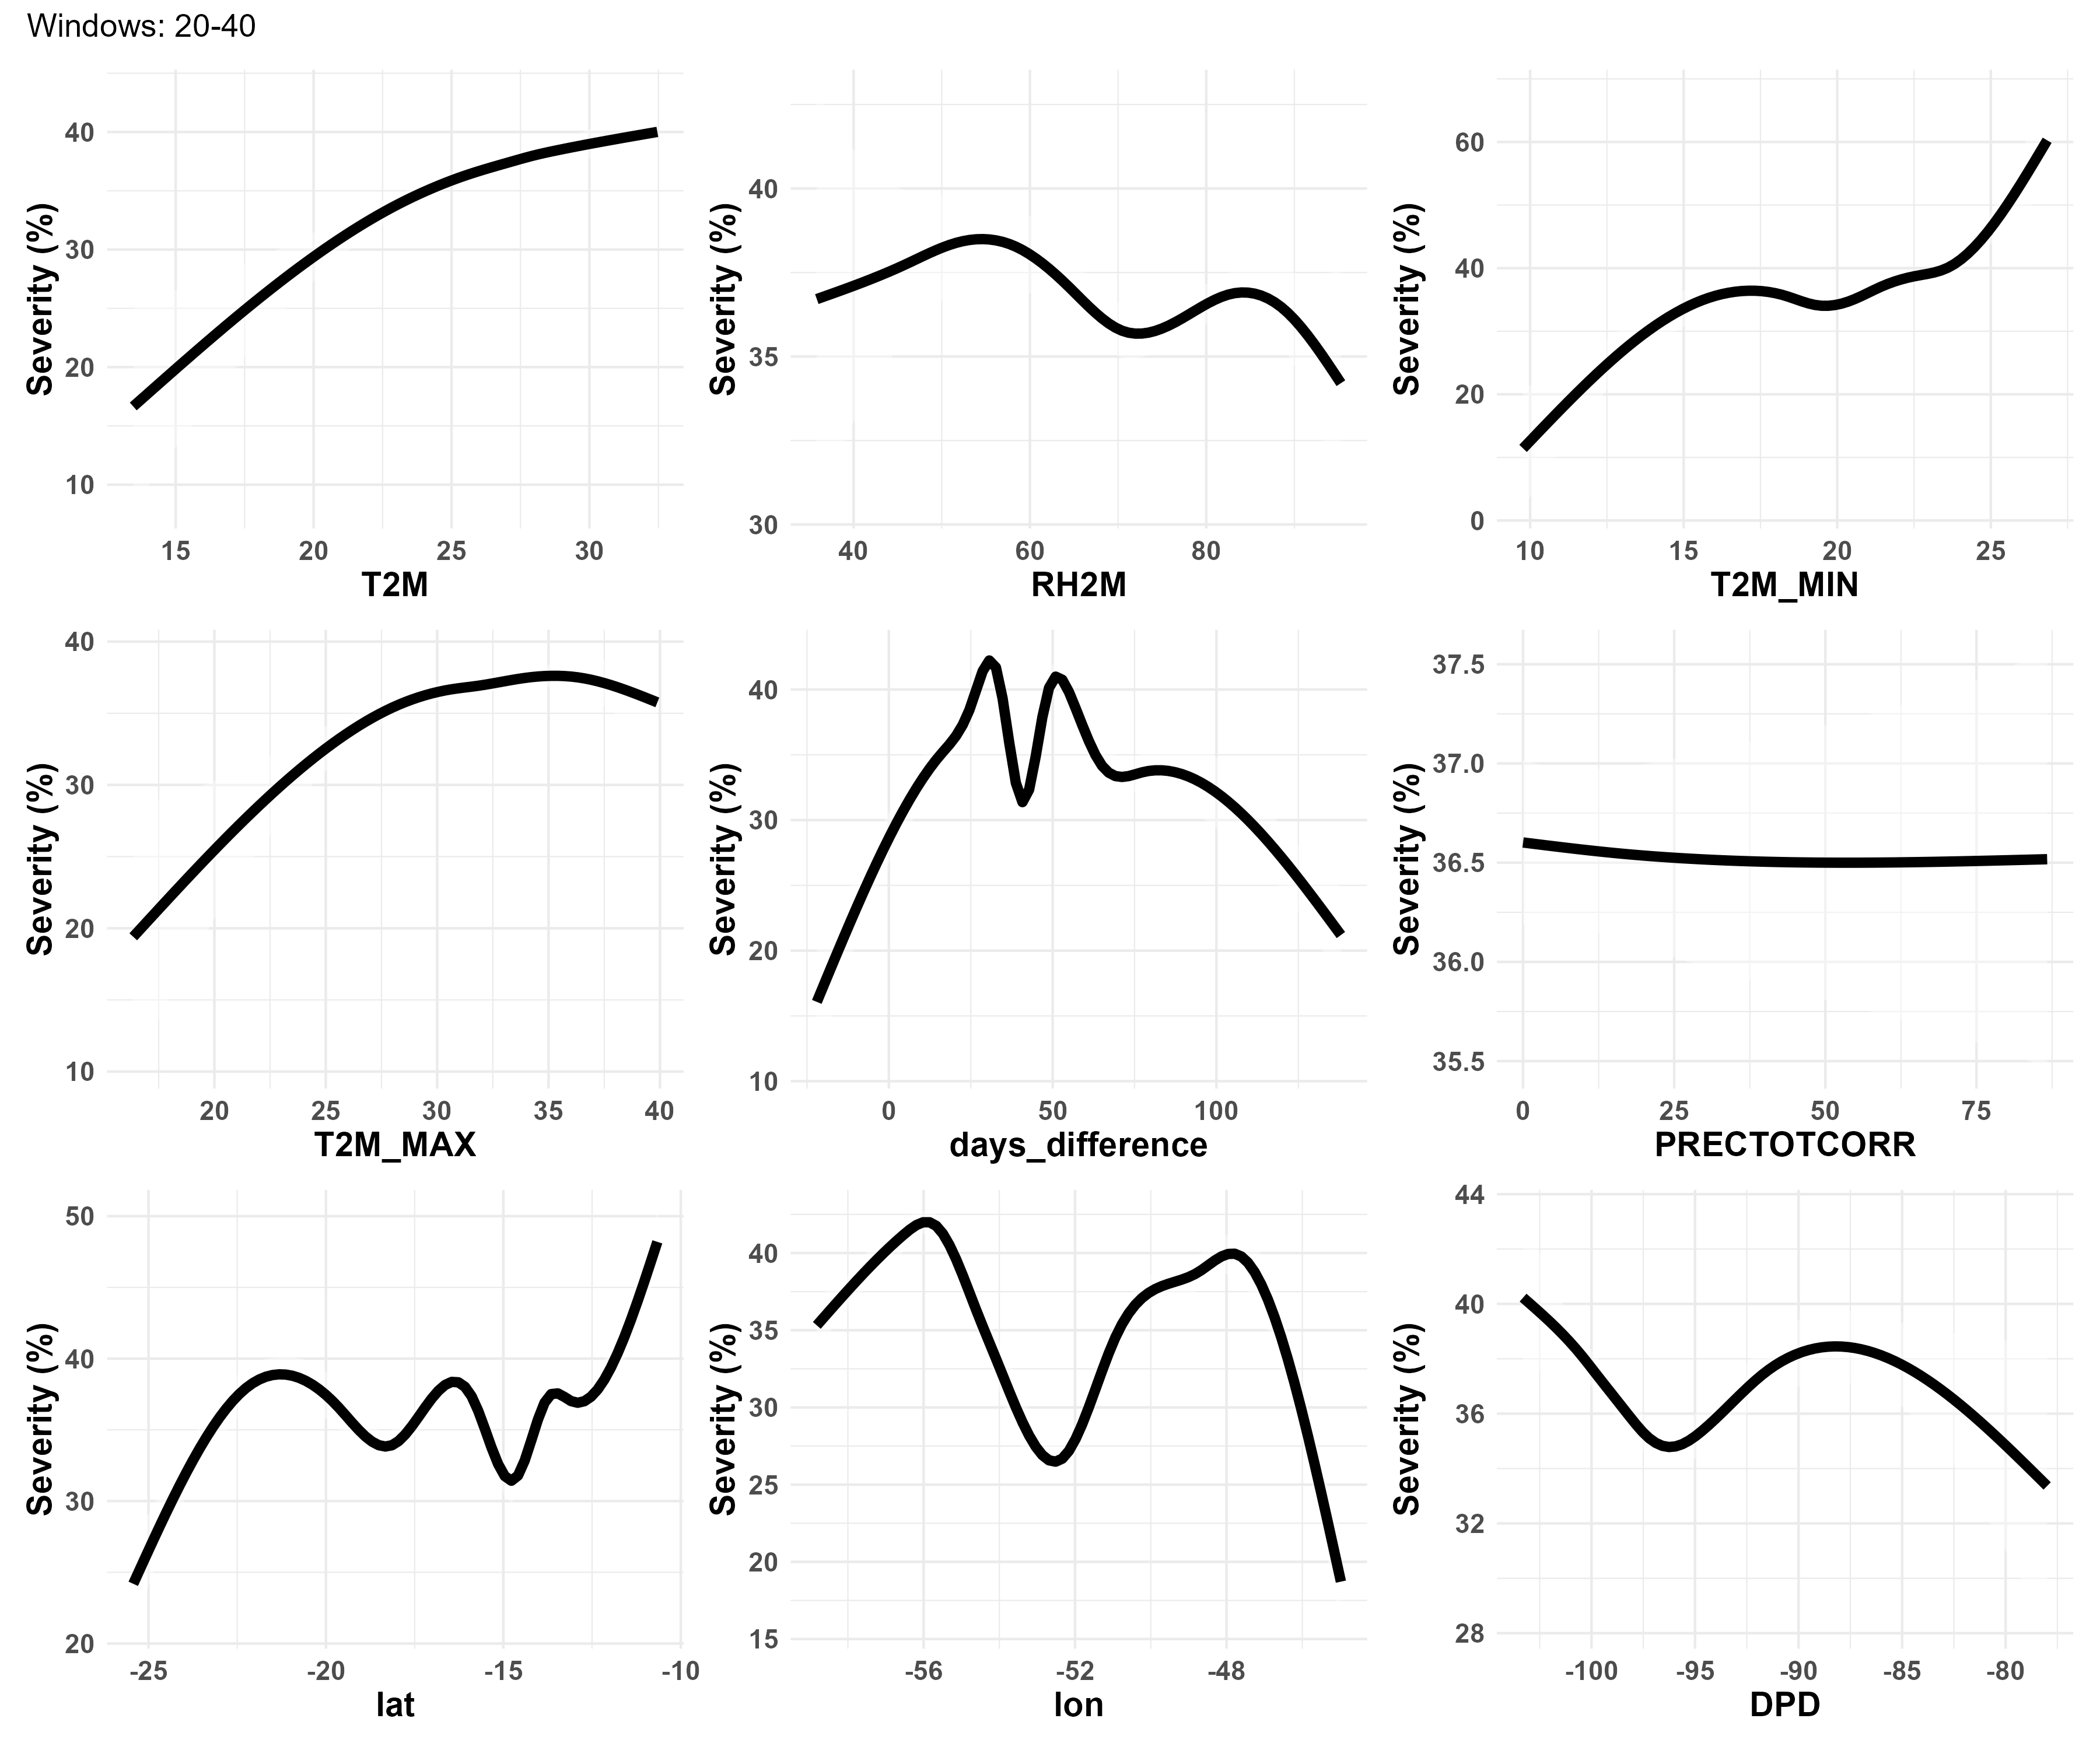 Windows: 20-40
Severity (%)
40
30
20
10
15 20 25 30
T2M
Severity (%)
40
35
30
40 60 80
RH2M
Severity (%)
60
40
20
0
10 15 20 25
T2M_MIN
Severity (%)
40
30
20
10
20 25 30 35 40
T2M_MAX
Severity (%)
40
30
20
10
0 50 100
days_difference
Severity (%)
37.5
37.0
36.5
36.0
35.5
0 25 50 75
PRECTOTCORR
Severity (%)
50
40
30
20
-25 -20 -15 -10
lat
Severity (%)
40
35
30
25
20
15
-56 -52 -48
lon
Severity (%)
44
40
36
32
28
-100 -95 -90 -85 -80
DPD